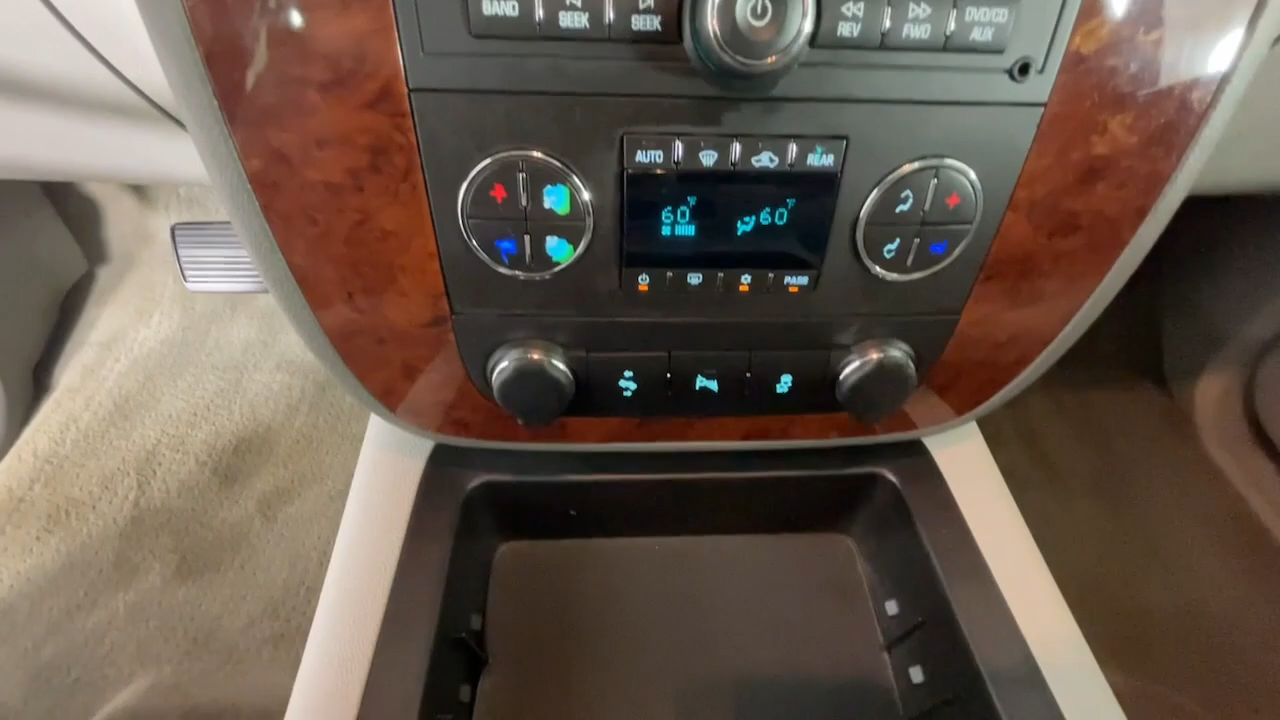 BAND SEEK SEEK REV FWD DVD/CD
AUX
AUTO REAR
60°F 60°F
PASS